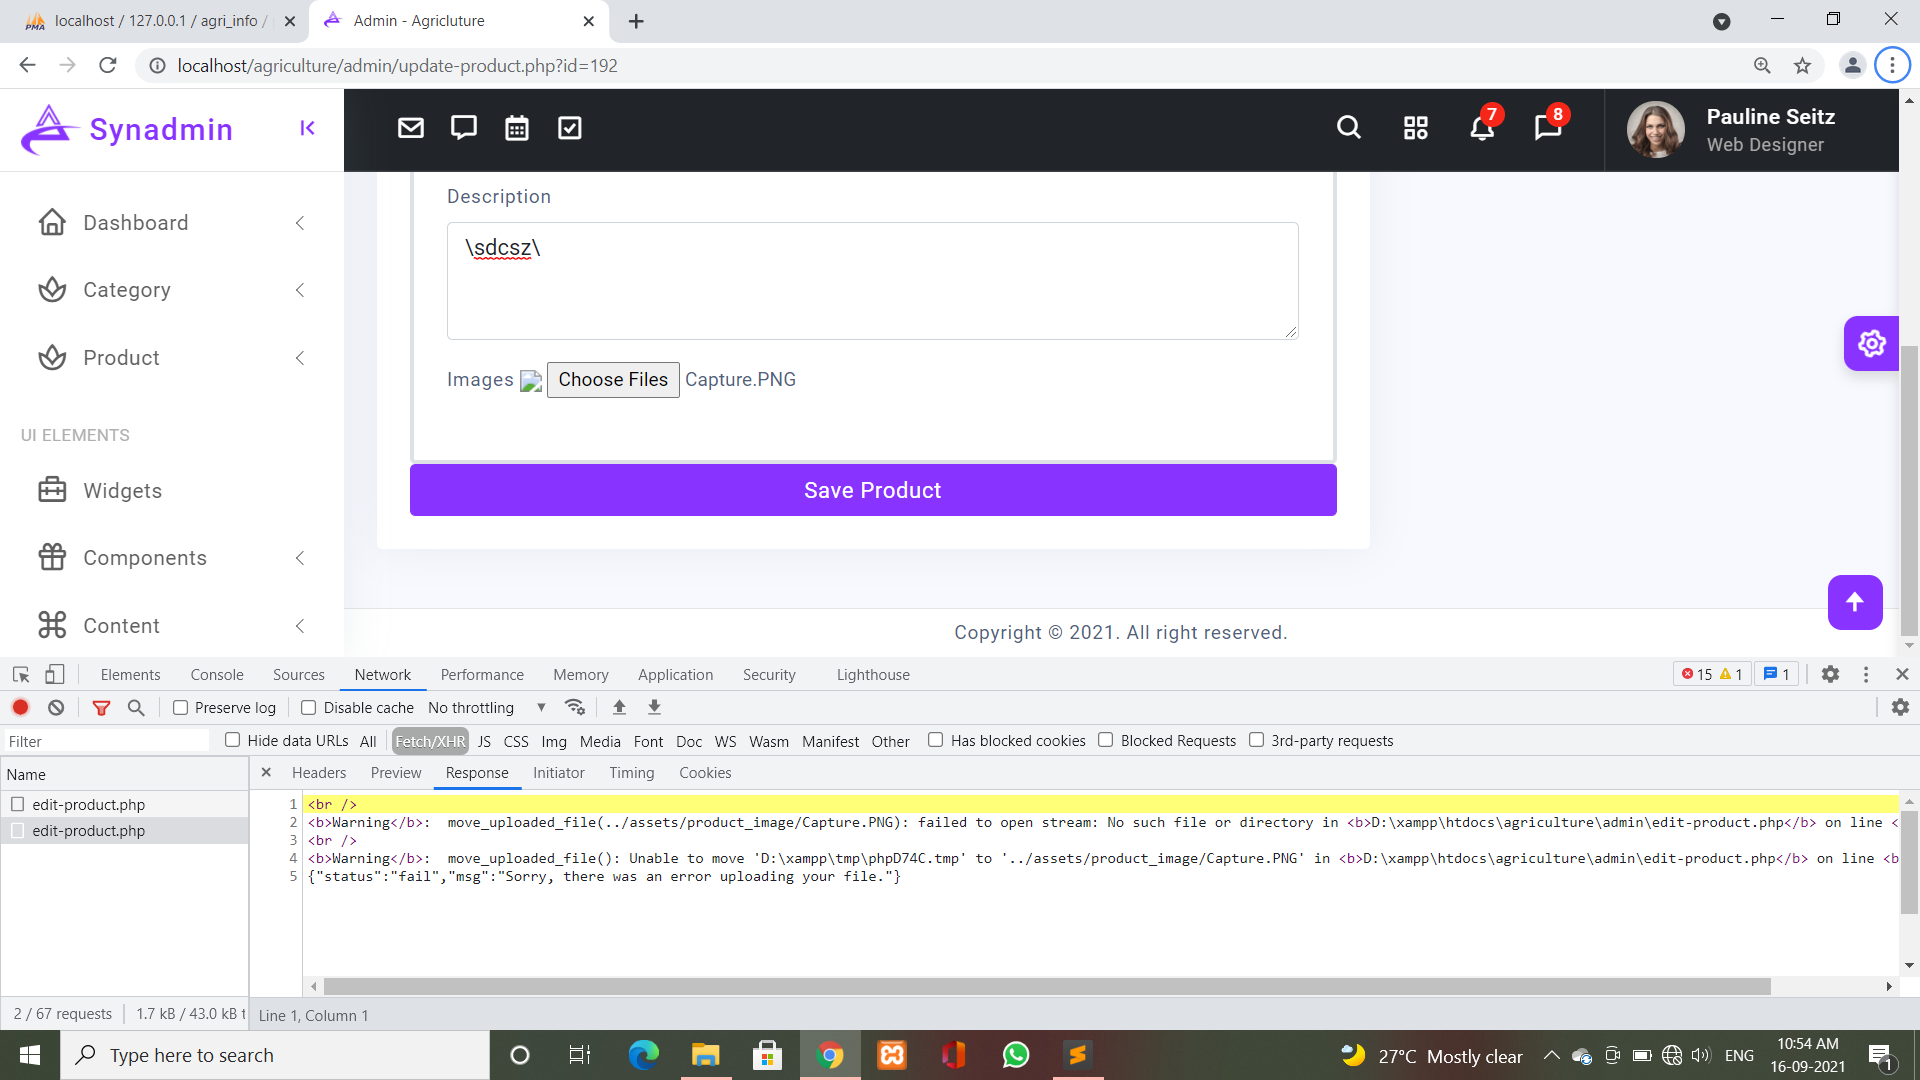 localhost / 127.0.0.1 / agri_info /
Admin - Agricluture
localhost/agriculture/admin/update-product.php?id=192
Synadmin
7
8
Pauline Seitz
Web Designer
Dashboard
Category
Product
UI ELEMENTS
Widgets
Components
Content
Description
\sdcsz\
Images Choose Files Capture.PNG
Save Product
Copyright © 2021. All right reserved.
Elements Console Sources Network Performance Memory Application Security Lighthouse 15 1 1
Preserve log Disable cache No throttling
Filter Hide data URLs All Fetch/XHR JS CSS Img Media Font Doc WS Wasm Manifest Other Has blocked cookies Blocked Requests 3rd-party requests
Name
edit-product.php
edit-product.php
Headers Preview Response Initiator Timing Cookies
1 <br />
2 <b>Warning</b>:  move_uploaded_file(../assets/product_image/Capture.PNG): failed to open stream: No such file or directory in <b>D:\xampp\htdocs\agriculture\admin\edit-product.php</b> on line <
3 <br />
4 <b>Warning</b>:  move_uploaded_file(): Unable to move 'D:\xampp\tmp\phpD74C.tmp' to '../assets/product_image/Capture.PNG' in <b>D:\xampp\htdocs\agriculture\admin\edit-product.php</b> on line <b
5 {"status":"fail","msg":"Sorry, there was an error uploading your file."}
2 / 67 requests 1.7 kB / 43.0 kB t
Line 1, Column 1
Type here to search
27°C Mostly clear
ENG
10:54 AM
16-09-2021
1